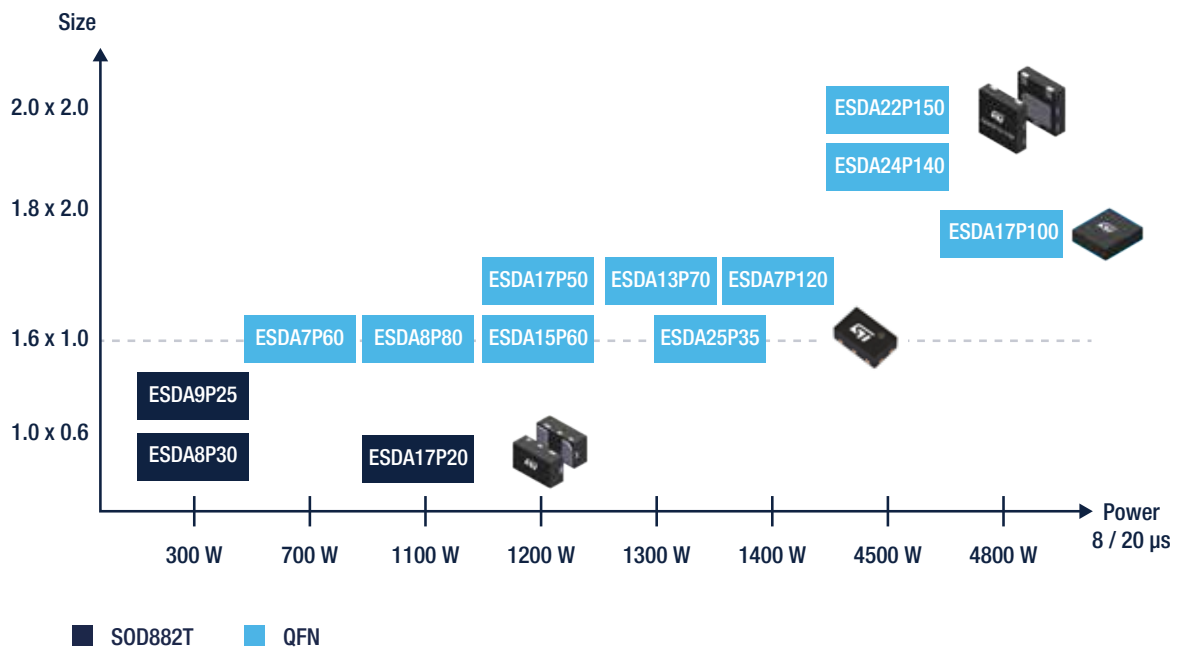 Size
2.0 x 2.0
ESDA22P150
ESDA24P140
1.8 x 2.0
ESDA17P100
ESDA17P50
ESDA13P70
ESDA7P120
1.6 x 1.0
ESDA7P60
ESDA8P80
ESDA15P60
ESDA25P35
ESDA9P25
1.0 x 0.6
ESDA8P30
ESDA17P20
300 W
700 W
1100 W
1200 W
1300 W
1400 W
4500 W
4800 W
Power
8 / 20 µs
SOD882T
QFN